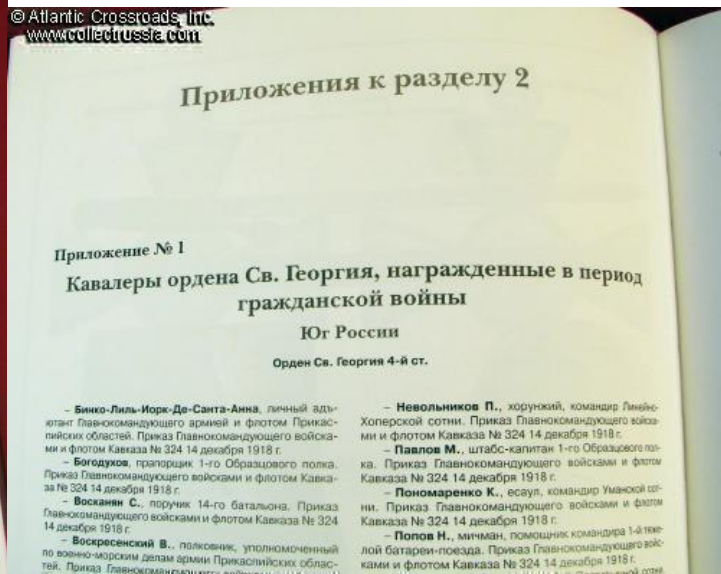 © Atlantic Crossroads, Inc.
www.collectrussia.com
Приложения к разделу 2
Приложение № 1
Кавалеры ордена Св. Георгия, награжденные в период
гражданской войны
Юг России
Орден Св. Георгия 4-й ст.
– Бинко-Лиль-Иорк-Де-Санта-Анна, личный адъ-
ютант Главнокомандующего армией и флотом Прикас-
пийских областей. Приказ Главнокомандующего войска-
ми и флотом Кавказа № 324 14 декабря 1918 г.
– Богодухов, прапорщик 1-го Образцового полка.
Приказ Главнокомандующего войсками и флотом Кавка-
за № 324 14 декабря 1918 г.
– Восканян С., поручик 14-го батальона. Приказ
Главнокомандующего войсками и флотом Кавказа № 324
14 декабря 1918 г.
– Воскресенский В., полковник, уполномоченный
по военно-морским делам армии Прикаспийских облас-
тей. Приказ Главнокомандующего
– Невольников П., хорунжий, командир Линейно-
Хоперской сотни. Приказ Главнокомандующего войска-
ми и флотом Кавказа № 324 14 декабря 1918 г.
– Павлов М., штабс-капитан 1-го Образцового пол-
ка. Приказ Главнокомандующего войсками и флотом
Кавказа № 324 14 декабря 1918 г.
– Пономаренко К., есаул, командир Уманской сот-
ни. Приказ Главнокомандующего войсками и флотом
Кавказа № 324 14 декабря 1918 г.
– Попов Н., мичман, помощник командира 1-й тяже-
лой батареи-поезда. Приказ Главнокомандующего войс-
ками и флотом Кавказа № 324 14 декабря 1918 г.